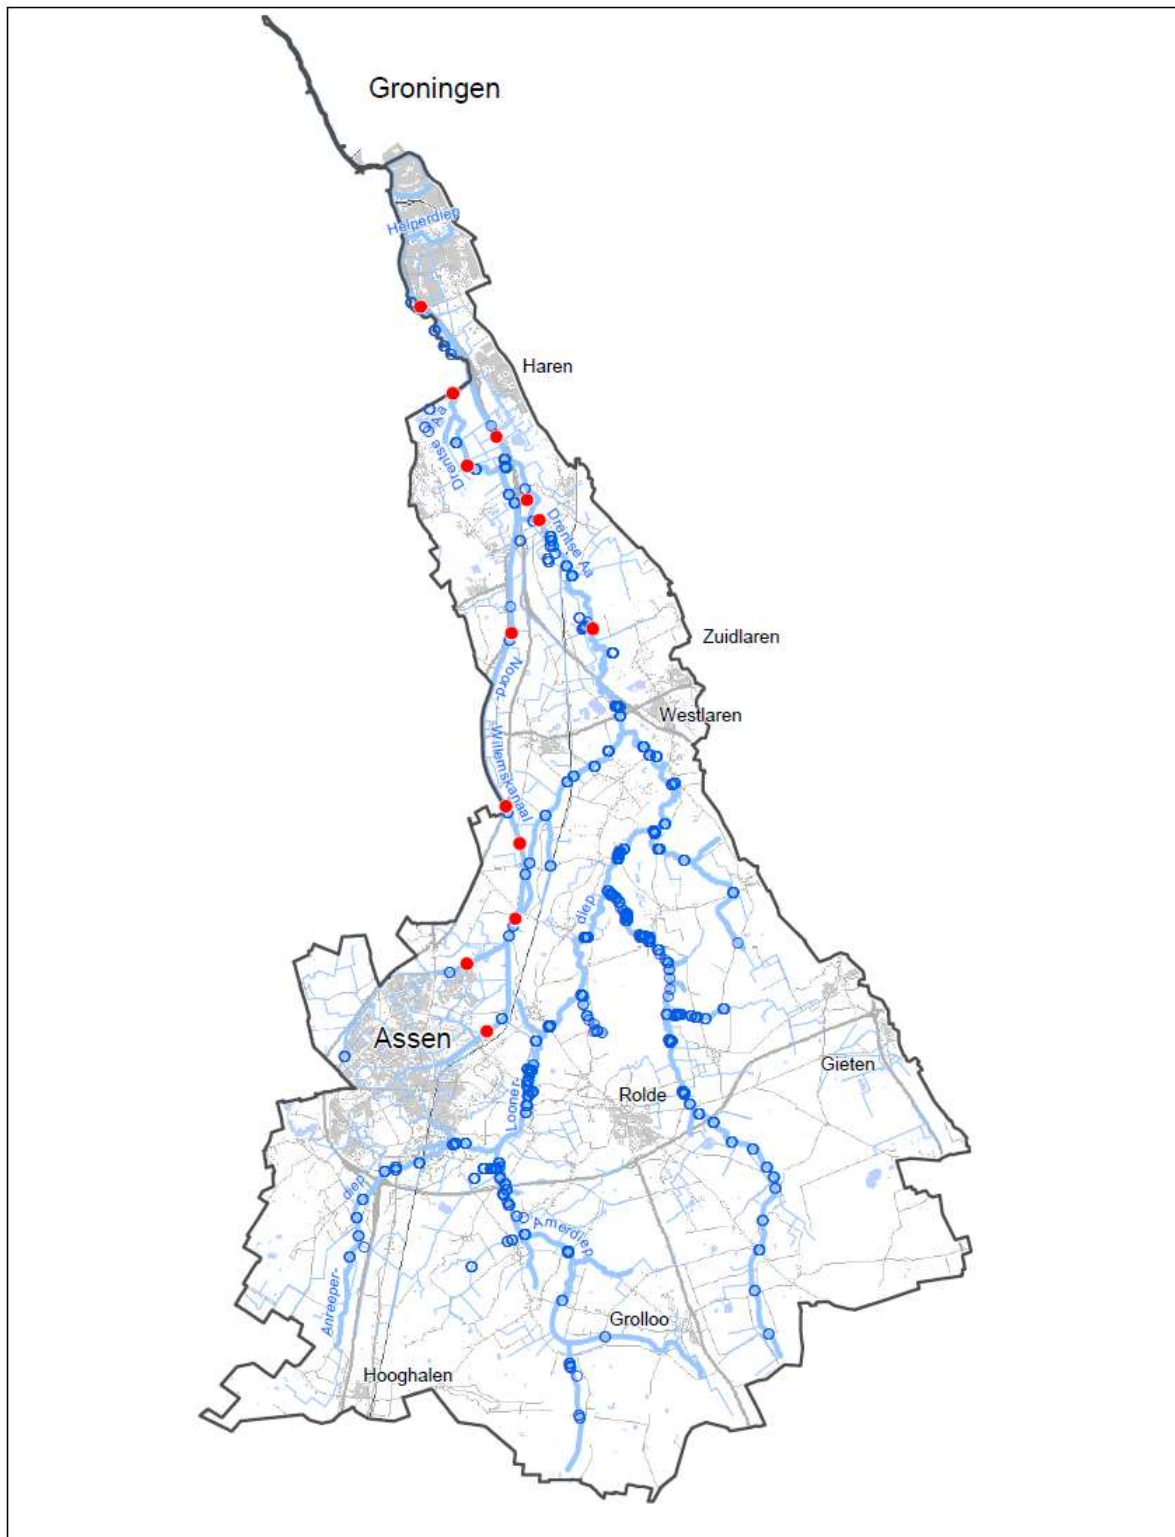 Groningen
Helperdiep
Haren
Drentse Aa
Drentse Aa
Zuidlaren
Noord-
Westlaren
Willemskanaal
diep
Assen
Gieten
Rolde
Looner-
diep
Amerdiep
Anreeper-
Grolloo
Hooghalen